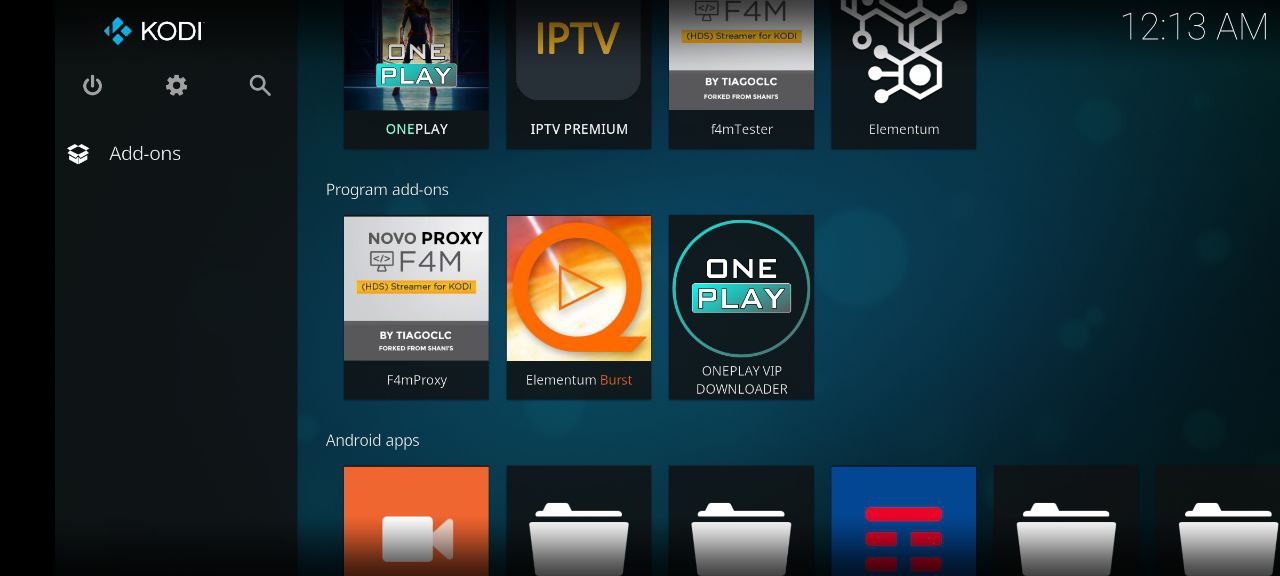 KODI
12:13 AM
Add-ons
ONE
PLAY
ONEPLAY
IPTV
IPTV PREMIUM
F4M
(HDS) Streamer for KODI
BY TIAGOCLC
FORKED FROM SHANI'S
f4mTester
Elementum
Program add-ons
NOVO PROXY
</> F4M
(HDS) Streamer for KODI
BY TIAGOCLC
FORKED FROM SHANI'S
F4mProxy
Elementum Burst
ONE
PLAY
ONEPLAY VIP
DOWNLOADER
Android apps